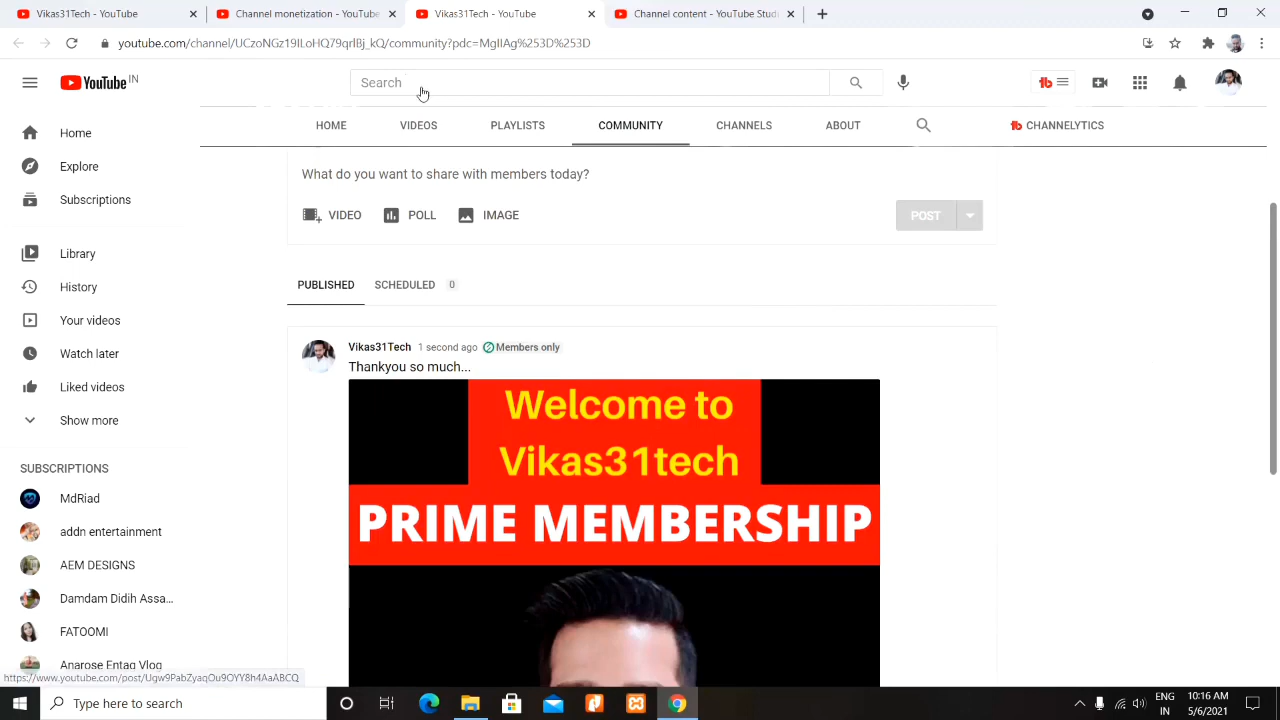 Vikas31Tech
Channel monetization - YouTube S
Vikas31Tech
Channel content - YouTube Studi
youtube.com/channel/UCzoNGz19ILoHQ79qrIBj_kQ/community?pdc=MgIIAg%253D%253D
YouTube IN
Search
HOME VIDEOS PLAYLISTS COMMUNITY CHANNELS ABOUT CHANNELYTICS
Home
Explore
Subscriptions
Library
History
Your videos
Watch later
Liked videos
Show more
SUBSCRIPTIONS
MdRiad
addn entertainment
AEM DESIGNS
Damdam Didih Assa...
FATOOMI
Anarose Entag Vlog
What do you want to share with members today?
VIDEO POLL IMAGE POST
PUBLISHED SCHEDULED 0
Vikas31Tech 1 second ago Members only
Thankyou so much...
Welcome to
Vikas31tech
PRIME MEMBERSHIP
https://www.youtube.com/post/Ugw9PabZyaqOu9OYY8h4AaABCQ
Type here to search
ENG
IN
10:16 AM
5/6/2021